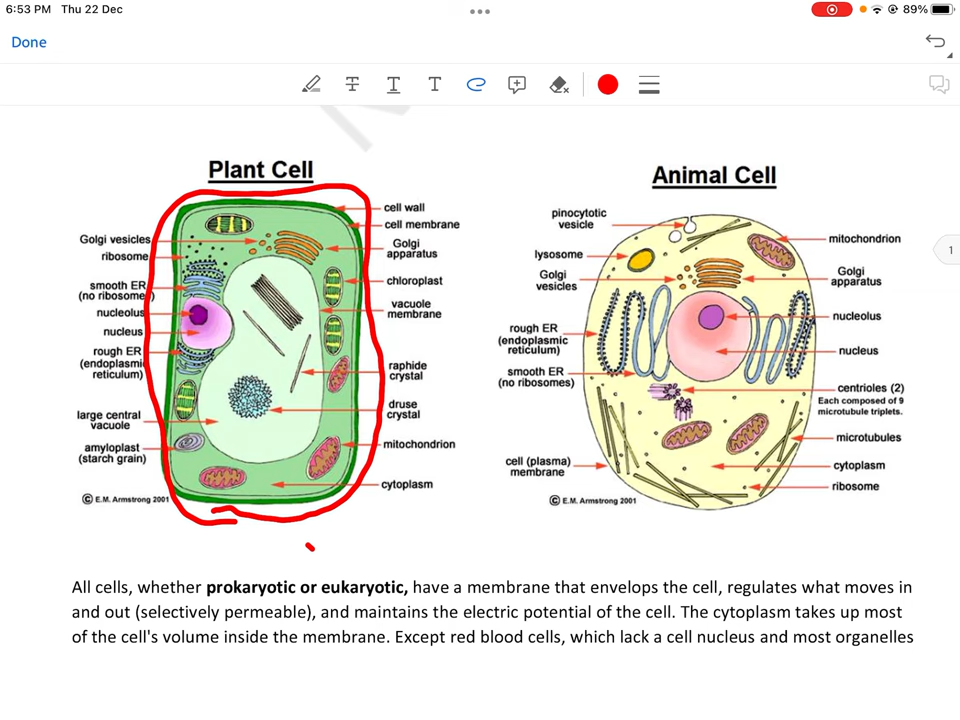 6:53 PM Thu 22 Dec
89%
Done
T
T
T
1
Plant Cell
cell wall
cell membrane
Golgi vesicles
Golgi
apparatus
ribosome
chloroplast
smooth ER
(no ribosomes)
vacuole
membrane
nucleolus
nucleus
rough ER
(endoplasmic
reticulum)
raphide
crystal
druse
crystal
large central
vacuole
mitochondrion
amyloplast
(starch grain)
cytoplasm
© E.M. Armstrong 2001
Animal Cell
pinocytotic
vesicle
mitochondrion
lysosome
Golgi
vesicles
Golgi
apparatus
nucleolus
rough ER
(endoplasmic
reticulum)
nucleus
smooth ER
(no ribosomes)
centrioles (2)
Each composed of 9
microtubule triplets.
microtubules
cell (plasma)
membrane
cytoplasm
ribosome
© E.M. Armstrong 2001
All cells, whether prokaryotic or eukaryotic, have a membrane that envelops the cell, regulates what moves in
and out (selectively permeable), and maintains the electric potential of the cell. The cytoplasm takes up most
of the cell's volume inside the membrane. Except red blood cells, which lack a cell nucleus and most organelles